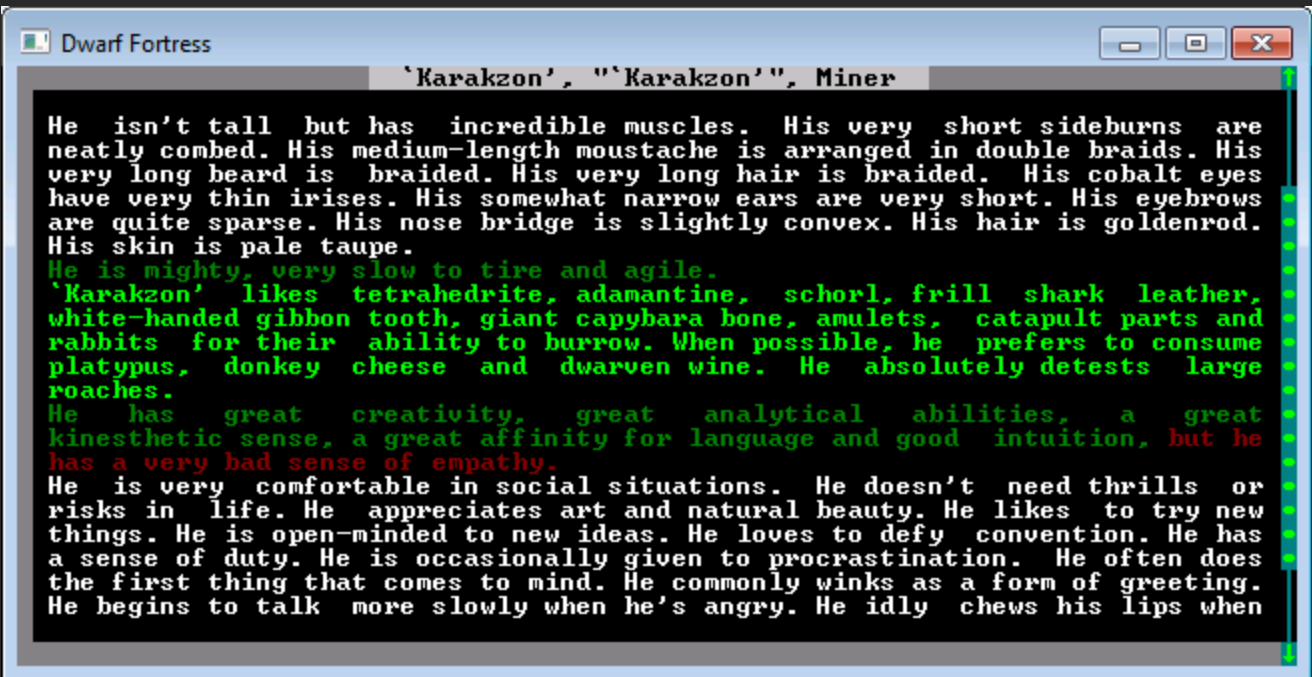 Dwarf Fortress
`Karakzon', "`Karakzon'", Miner
He isn't tall but has incredible muscles. His very short sideburns are
neatly combed. His medium-length moustache is arranged in double braids. His
very long beard is braided. His very long hair is braided. His cobalt eyes
have very thin irises. His somewhat narrow ears are very short. His eyebrows
are quite sparse. His nose bridge is slightly convex. His hair is goldenrod.
His skin is pale taupe.
He is mighty, very slow to tire and agile.
`Karakzon' likes tetrahedrite, adamantine, schorl, frill shark leather,
white-handed gibbon tooth, giant capybara bone, amulets, catapult parts and
rabbits for their ability to burrow. When possible, he prefers to consume
platypus, donkey cheese and dwarven wine. He absolutely detests large
roaches.
He has great creativity, great analytical abilities, a great
kinesthetic sense, a great affinity for language and good intuition, but he
has a very bad sense of empathy.
He is very comfortable in social situations. He doesn't need thrills or
risks in life. He appreciates art and natural beauty. He likes to try new
things. He is open-minded to new ideas. He loves to defy convention. He has
a sense of duty. He is occasionally given to procrastination. He often does
the first thing that comes to mind. He commonly winks as a form of greeting.
He begins to talk more slowly when he's angry. He idly chews his lips when